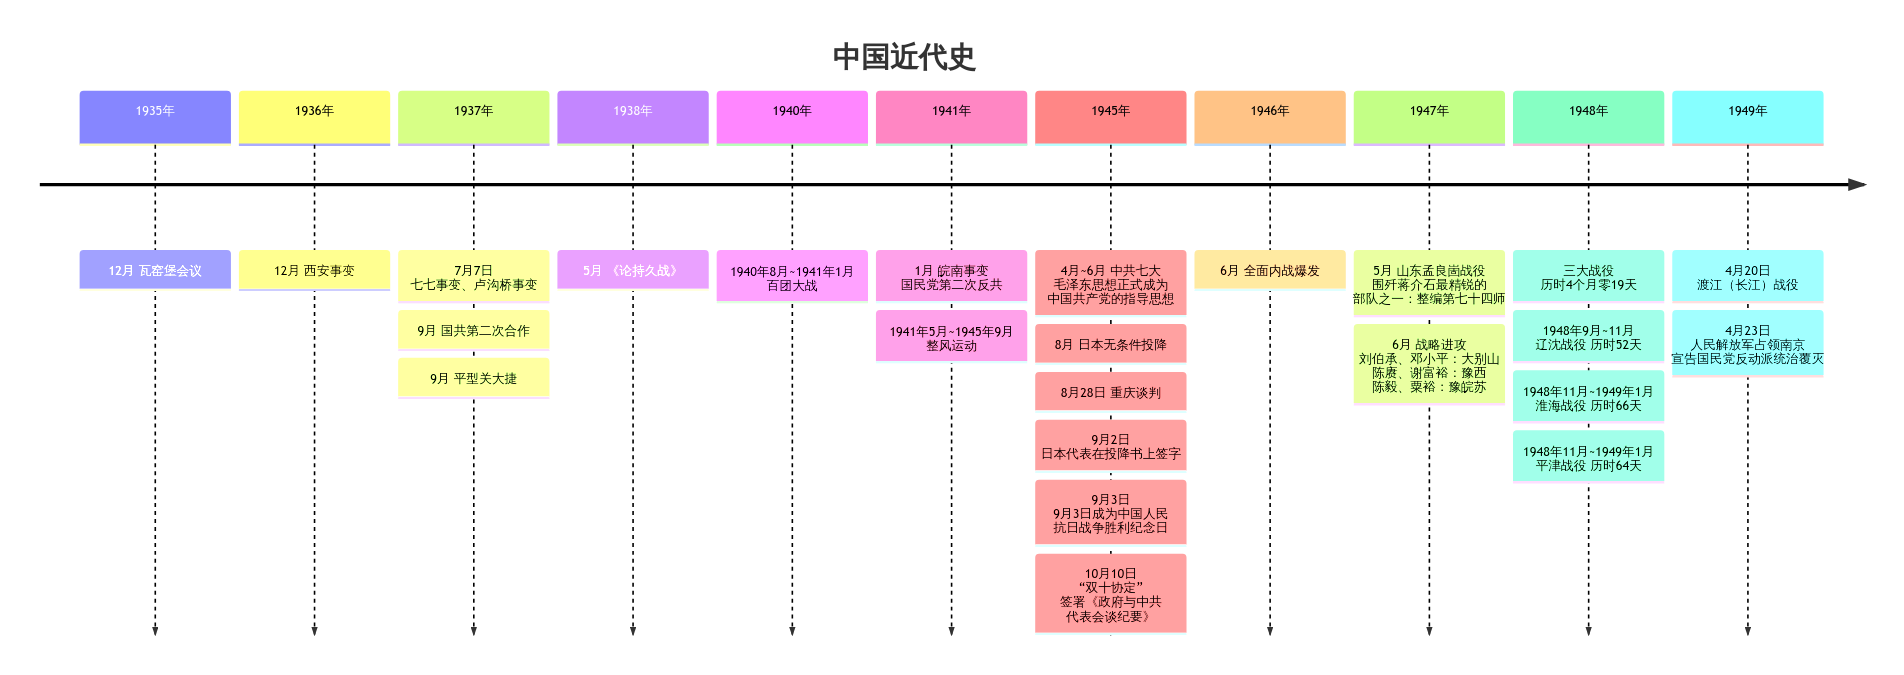 中国近代史
1935年
1936年
1937年
1938年
1940年
1941年
1945年
1946年
1947年
1948年
1949年
12月 瓦窑堡会议
12月 西安事变
7月7日
七七事变、卢沟桥事变
9月 国共第二次合作
9月 平型关大捷
5月 《论持久战》
1940年8月~1941年1月
百团大战
1月 皖南事变
国民党第二次反共
1941年5月~1945年9月
整风运动
4月~6月 中共七大
毛泽东思想正式成为
中国共产党的指导思想
8月 日本无条件投降
8月28日 重庆谈判
9月2日
日本代表在投降书上签字
9月3日
9月3日成为中国人民
抗日战争胜利纪念日
10月10日
“双十协定”
签署《政府与中共
代表会谈纪要》
6月 全面内战爆发
5月 山东孟良崮战役
围歼蒋介石最精锐的
部队之一：整编第七十四师
6月 战略进攻
刘伯承、邓小平：大别山
陈赓、谢富裕：豫西
陈毅、粟裕：豫皖苏
三大战役
历时4个月零19天
1948年9月~11月
辽沈战役 历时52天
1948年11月~1949年1月
淮海战役 历时66天
1948年11月~1949年1月
平津战役 历时64天
4月20日
渡江（长江）战役
4月23日
人民解放军占领南京
宣告国民党反动派统治覆灭